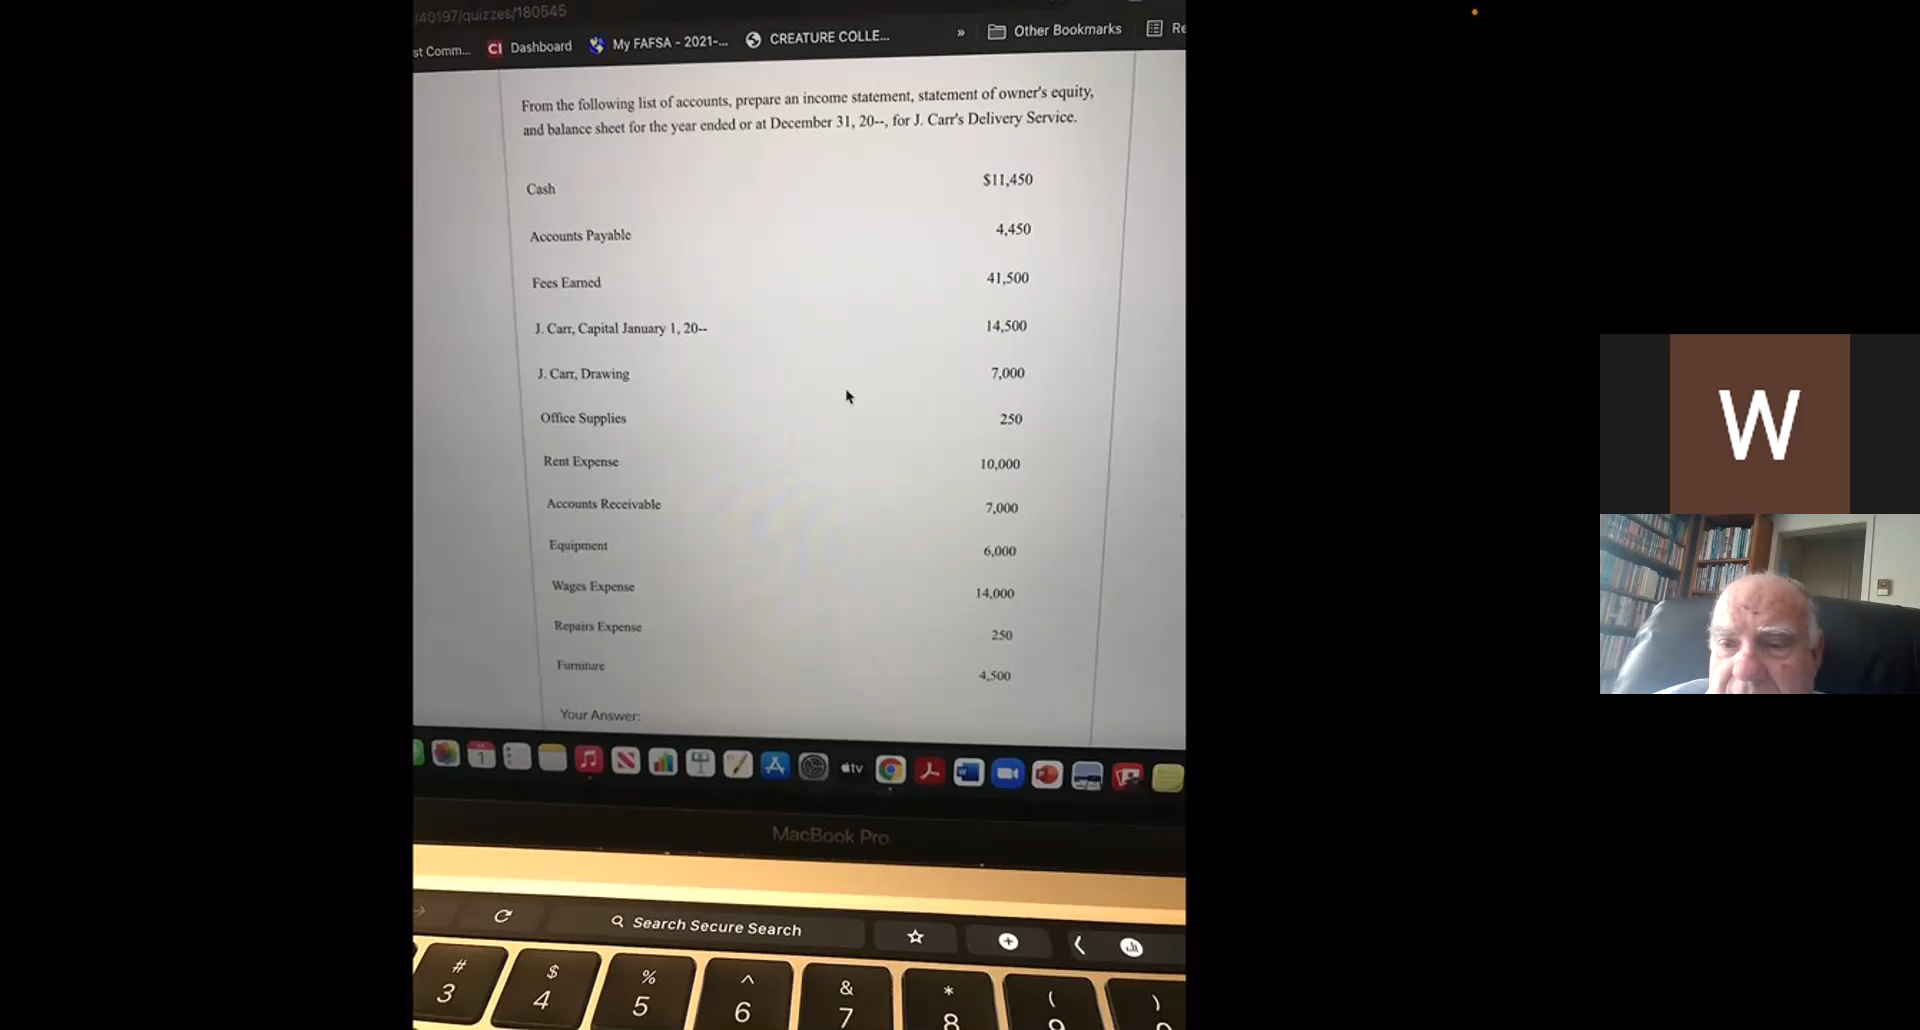 /40197/quizzes/180545
st Comm... CI Dashboard My FAFSA - 2021-... CREATURE COLLE... » Other Bookmarks Re
From the following list of accounts, prepare an income statement, statement of owner's equity,
and balance sheet for the year ended or at December 31, 20--, for J. Carr's Delivery Service.
Cash $11,450
Accounts Payable 4,450
Fees Earned 41,500
J. Carr, Capital January 1, 20-- 14,500
J. Carr, Drawing 7,000
Office Supplies 250
Rent Expense 10,000
Accounts Receivable 7,000
Equipment 6,000
Wages Expense 14,000
Repairs Expense 250
Furniture 4,500
Your Answer:
1 tv W
MacBook Pro
Search Secure Search
# $ % ^ & * ( )
3 4 5 6 7 8 9
W